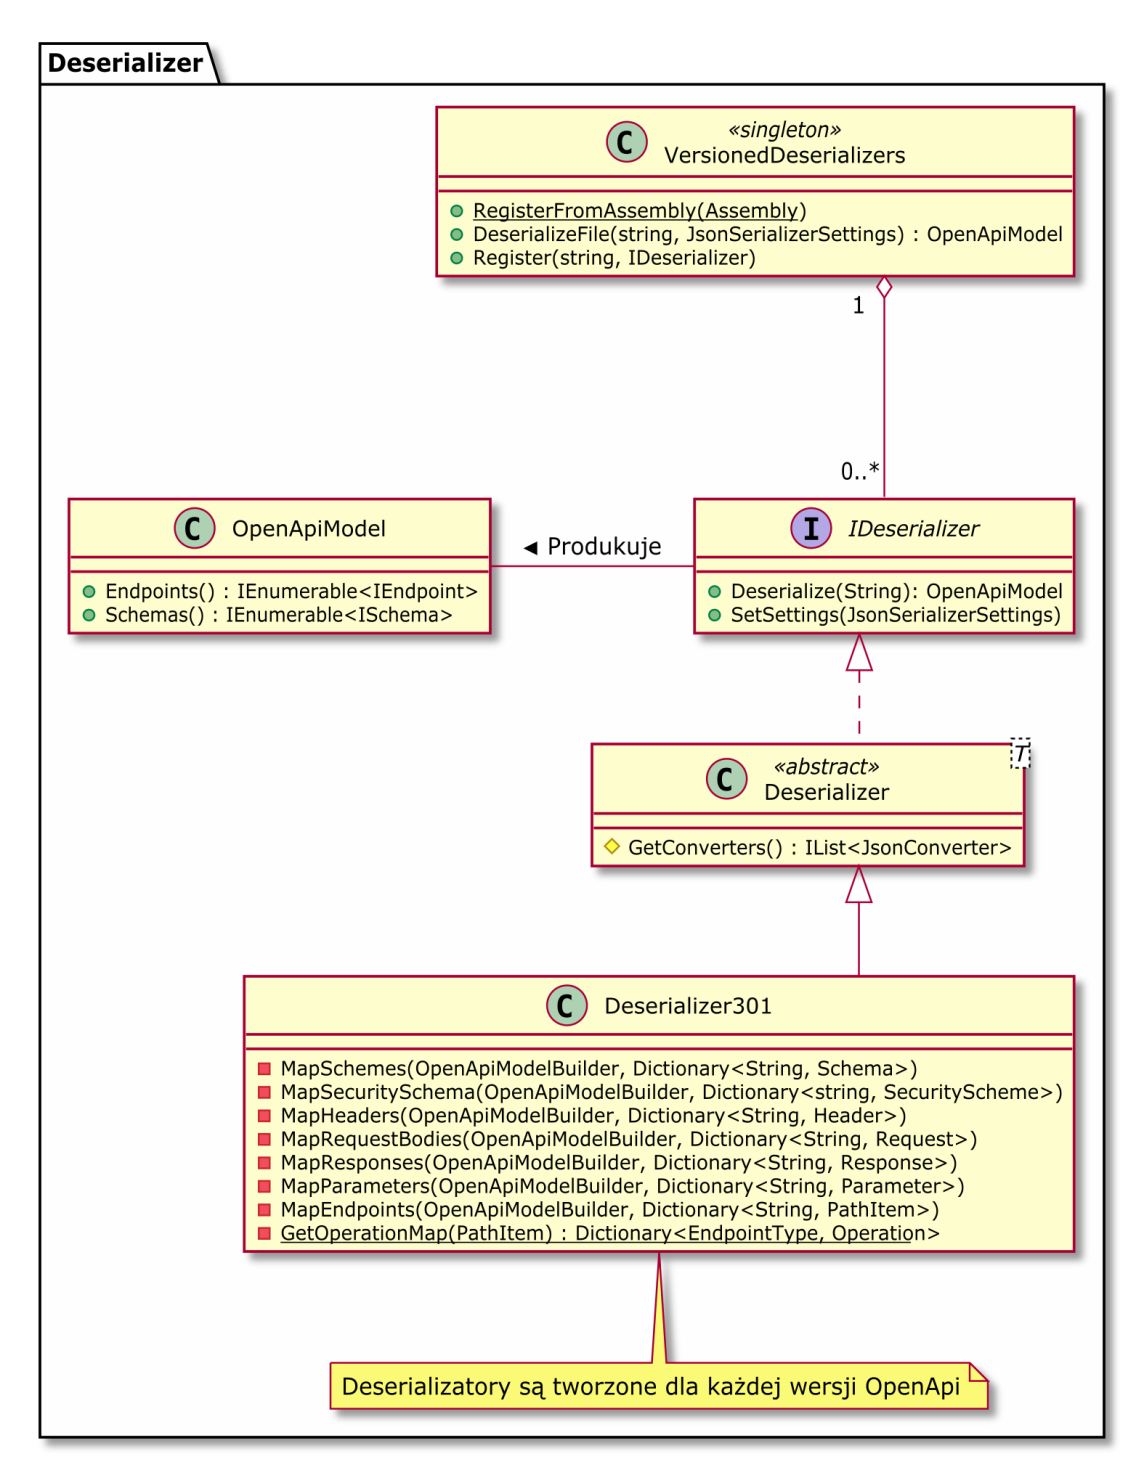 Deserializer
«singleton»
C
VersionedDeserializers
RegisterFromAssembly(Assembly)
DeserializeFile(string, JsonSerializerSettings) : OpenApiModel
Register(string, IDeserializer)
1
0..*
C
OpenApiModel
Endpoints() : IEnumerable<IEndpoint>
Schemas() : IEnumerable<ISchema>
◄ Produkuje
I
IDeserializer
Deserialize(String): OpenApiModel
SetSettings(JsonSerializerSettings)
T
«abstract»
C
Deserializer
GetConverters() : IList<JsonConverter>
C
Deserializer301
MapSchemes(OpenApiModelBuilder, Dictionary<String, Schema>)
MapSecuritySchema(OpenApiModelBuilder, Dictionary<string, SecurityScheme>)
MapHeaders(OpenApiModelBuilder, Dictionary<String, Header>)
MapRequestBodies(OpenApiModelBuilder, Dictionary<String, Request>)
MapResponses(OpenApiModelBuilder, Dictionary<String, Response>)
MapParameters(OpenApiModelBuilder, Dictionary<String, Parameter>)
MapEndpoints(OpenApiModelBuilder, Dictionary<String, PathItem>)
GetOperationMap(PathItem) : Dictionary<EndpointType, Operation>
Deserializatory są tworzone dla każdej wersji OpenApi